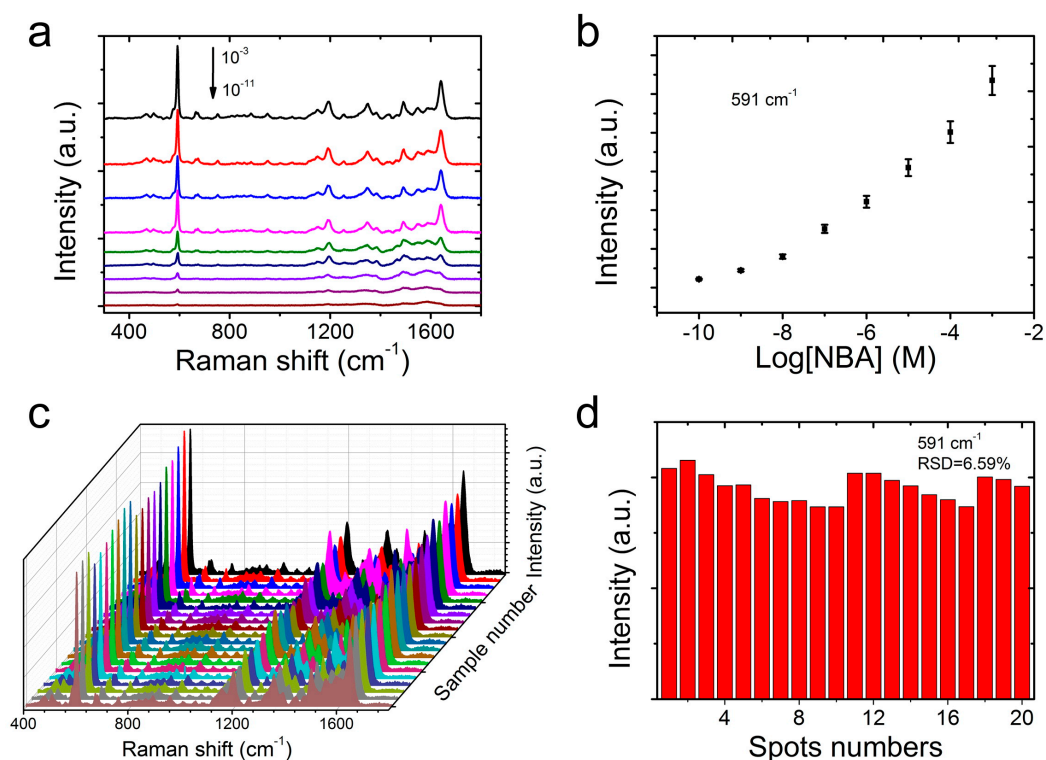 a
10⁻³
10⁻¹¹
Intensity (a.u.)
400 800 1200 1600
Raman shift (cm⁻¹)
b
591 cm⁻¹
Intensity (a.u.)
-10 -8 -6 -4 -2
Log[NBA] (M)
c
Intensity (a.u.)
Sample number
400 800 1200 1600
Raman shift (cm⁻¹)
d
591 cm⁻¹
RSD=6.59%
Intensity (a.u.)
4 8 12 16 20
Spots numbers